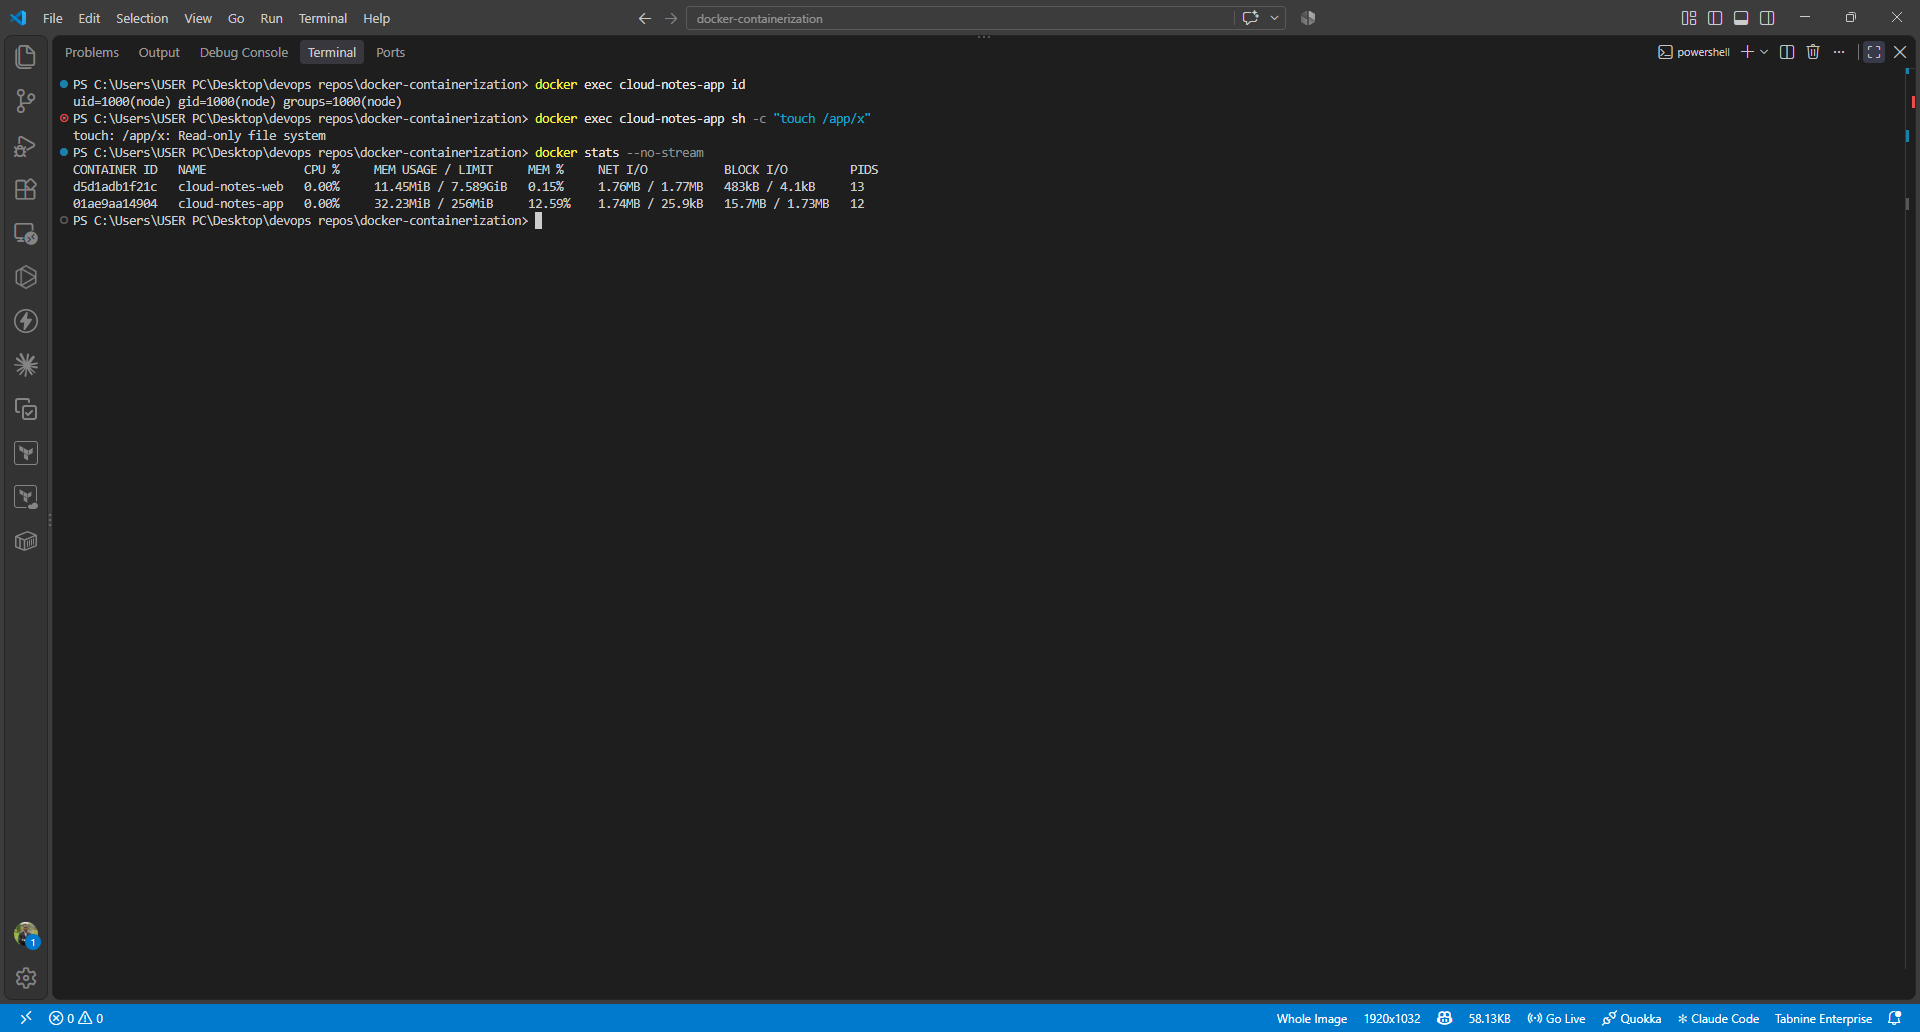 File Edit Selection View Go Run Terminal Help
docker-containerization
Problems Output Debug Console Terminal Ports
powershell
PS C:\Users\USER PC\Desktop\devops repos\docker-containerization> docker exec cloud-notes-app id
uid=1000(node) gid=1000(node) groups=1000(node)
PS C:\Users\USER PC\Desktop\devops repos\docker-containerization> docker exec cloud-notes-app sh -c "touch /app/x"
touch: /app/x: Read-only file system
PS C:\Users\USER PC\Desktop\devops repos\docker-containerization> docker stats --no-stream
CONTAINER ID NAME CPU % MEM USAGE / LIMIT MEM % NET I/O BLOCK I/O PIDS
d5d1adb1f21c cloud-notes-web 0.00% 11.45MiB / 7.589GiB 0.15% 1.76MB / 1.77MB 483kB / 4.1kB 13
01ae9aa14904 cloud-notes-app 0.00% 32.23MiB / 256MiB 12.59% 1.74MB / 25.9kB 15.7MB / 1.73MB 12
PS C:\Users\USER PC\Desktop\devops repos\docker-containerization>
1
0 0 Whole Image 1920x1032 58.13KB Go Live Quokka Claude Code Tabnine Enterprise